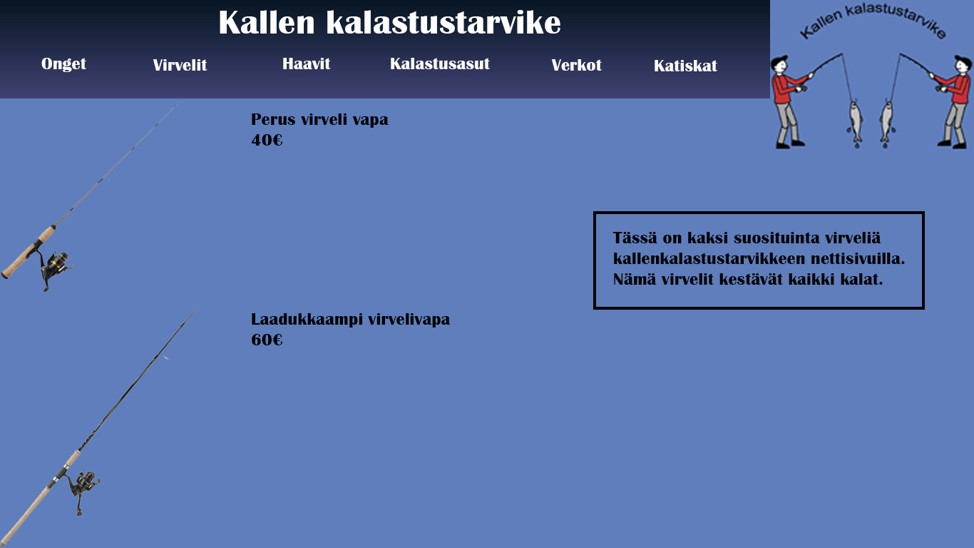 Kallen kalastustarvike
Kallen kalastustarvike
Onget Virvelit Haavit Kalastusasut Verkot Katiskat
Perus virveli vapa
40€
Tässä on kaksi suosituinta virveliä
kallenkalastustarvikkeen nettisivuilla.
Nämä virvelit kestävät kaikki kalat.
Laadukkaampi virvelivapa
60€